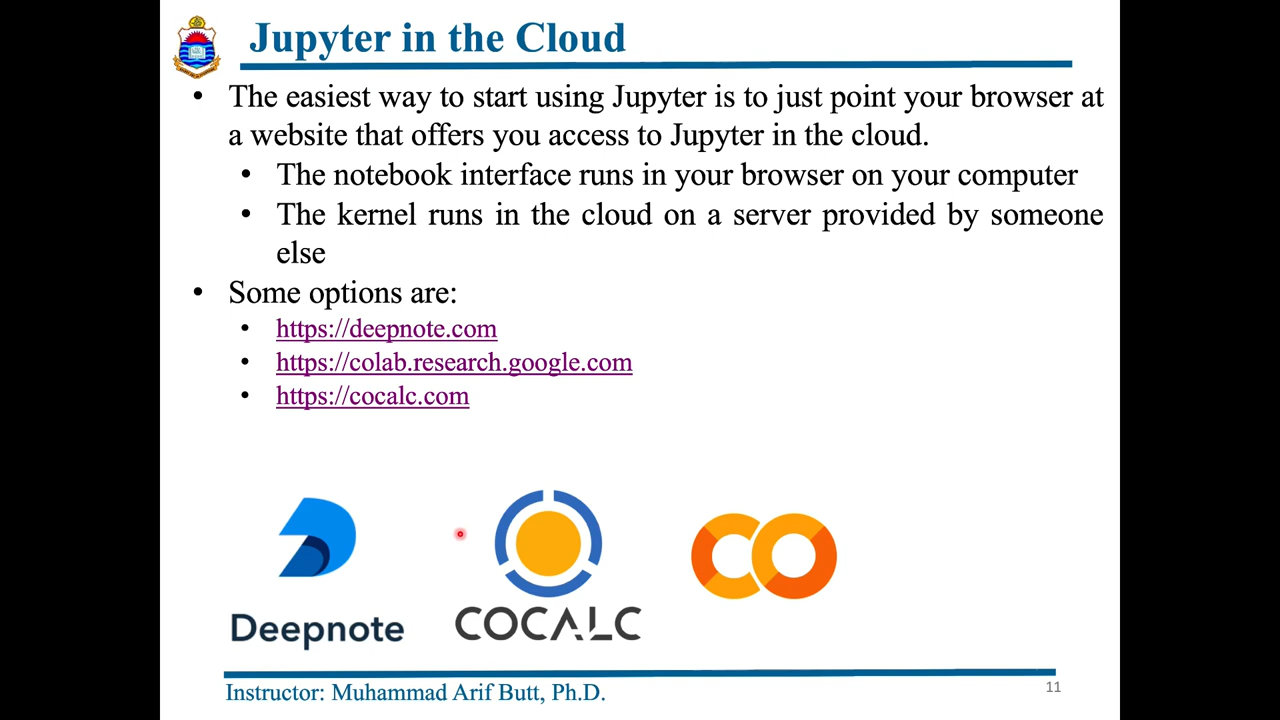 Jupyter in the Cloud
• The easiest way to start using Jupyter is to just point your browser at
a website that offers you access to Jupyter in the cloud.
• The notebook interface runs in your browser on your computer
• The kernel runs in the cloud on a server provided by someone
else
• Some options are:
• https://deepnote.com
• https://colab.research.google.com
• https://cocalc.com
Deepnote
COCALC
CO
Instructor: Muhammad Arif Butt, Ph.D.
11